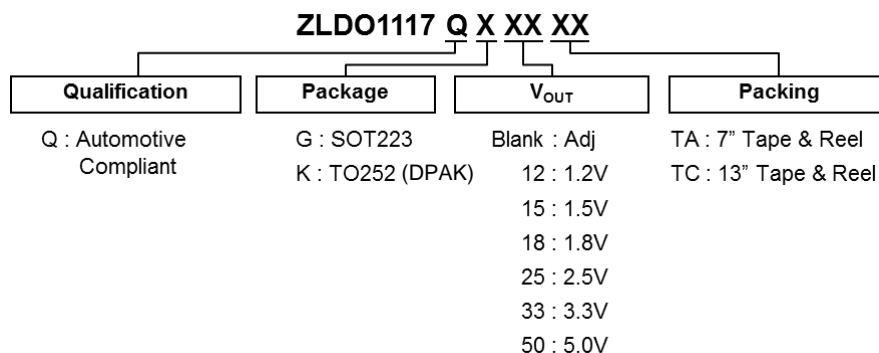 ZLDO1117 Q X XX XX
Qualification
Package
VOUT
Packing
Q : Automotive
Compliant
G : SOT223
K : TO252 (DPAK)
Blank : Adj
12 : 1.2V
15 : 1.5V
18 : 1.8V
25 : 2.5V
33 : 3.3V
50 : 5.0V
TA : 7” Tape & Reel
TC : 13” Tape & Reel